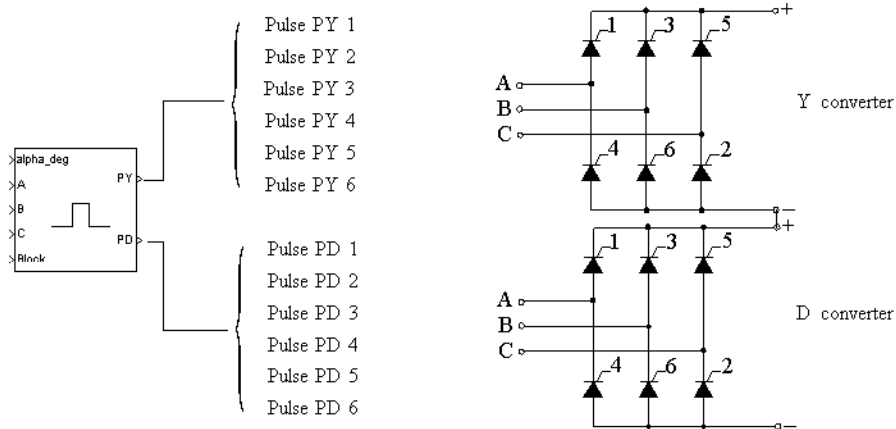 alpha_deg
A
B
C
Block
PY
PD
Pulse PY 1
Pulse PY 2
Pulse PY 3
Pulse PY 4
Pulse PY 5
Pulse PY 6
Pulse PD 1
Pulse PD 2
Pulse PD 3
Pulse PD 4
Pulse PD 5
Pulse PD 6
1 3 5 +
A
B
C
4 6 2 −
Y converter
1 3 5 +
A
B
C
4 6 2 −
D converter